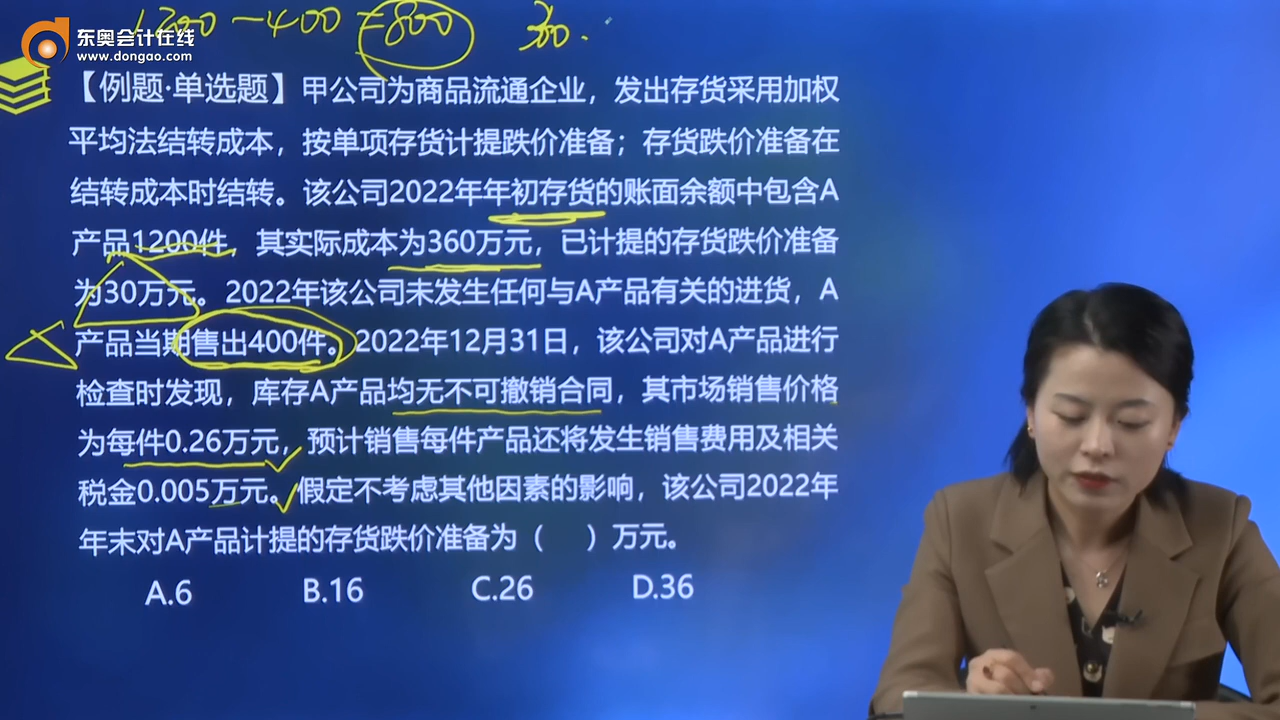 1200-400=800 30.
东奥会计在线
www.dongao.com
【例题·单选题】甲公司为商品流通企业，发出存货采用加权
平均法结转成本，按单项存货计提跌价准备；存货跌价准备在
结转成本时结转。该公司2022年年初存货的账面余额中包含A
产品1200件，其实际成本为360万元，已计提的存货跌价准备
为30万元。2022年该公司未发生任何与A产品有关的进货，A
产品当期售出400件。2022年12月31日，该公司对A产品进行
检查时发现，库存A产品均无不可撤销合同，其市场销售价格
为每件0.26万元，预计销售每件产品还将发生销售费用及相关
税金0.005万元。假定不考虑其他因素的影响，该公司2022年
年末对A产品计提的存货跌价准备为（ ）万元。
A.6 B.16 C.26 D.36